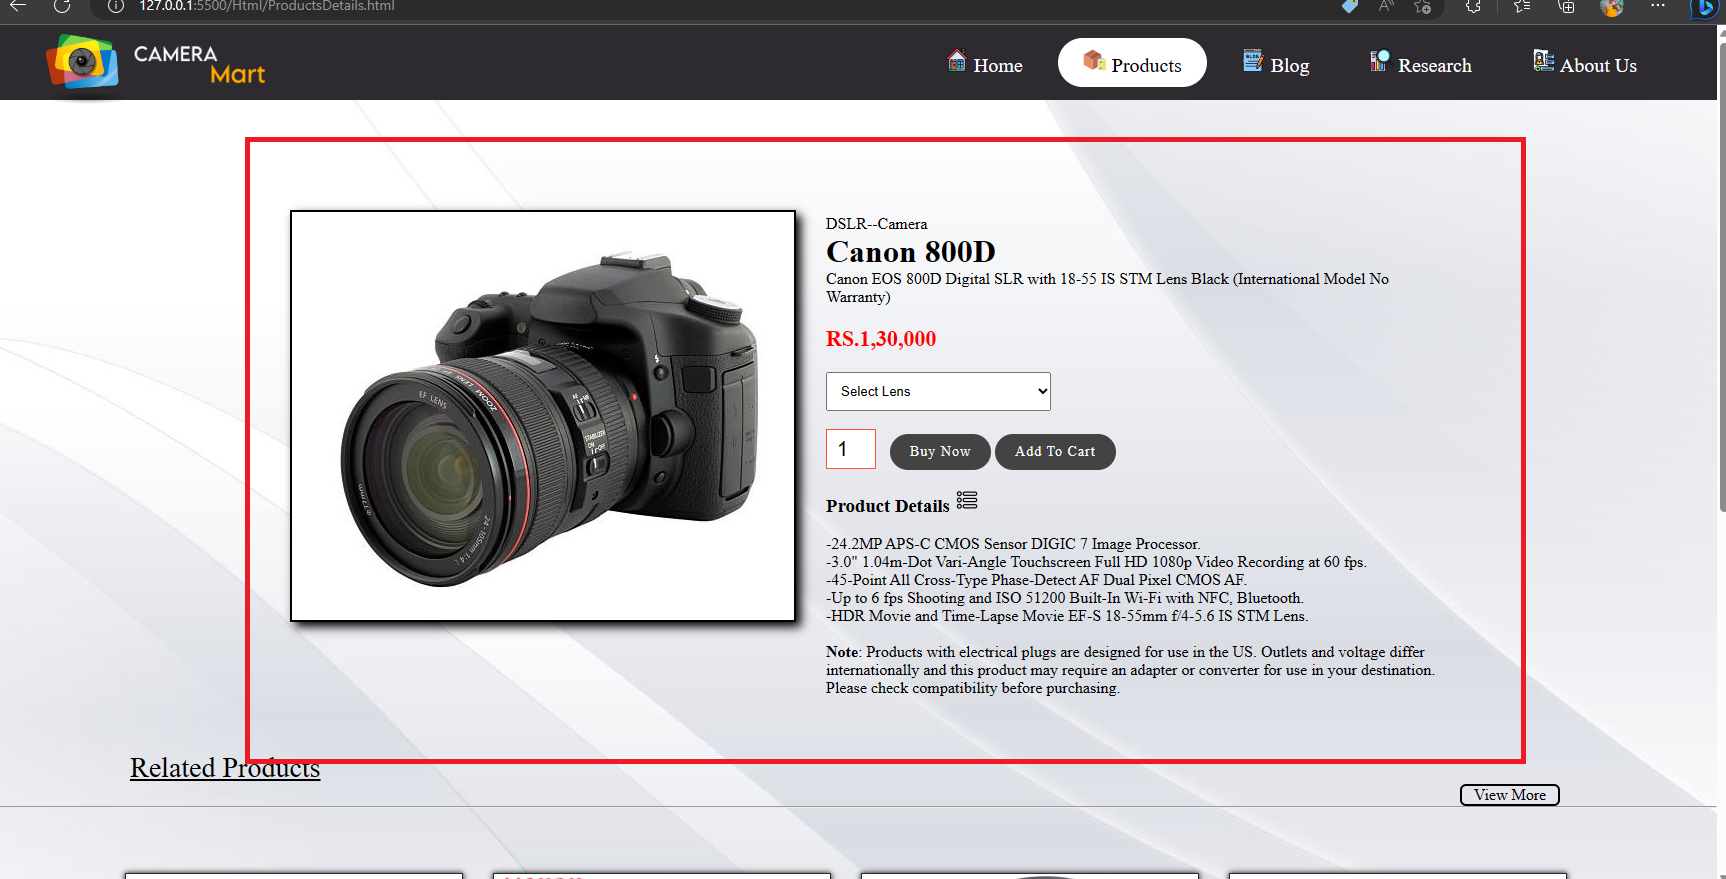 127.0.0.1:5500/Html/ProductsDetails.html
CAMERA
Mart
Home
Products
Blog
Research
About Us
DSLR--Camera
Canon 800D
Canon EOS 800D Digital SLR with 18-55 IS STM Lens Black (International Model No
Warranty)
RS.1,30,000
Select Lens
1
Buy Now
Add To Cart
Product Details
-24.2MP APS-C CMOS Sensor DIGIC 7 Image Processor.
-3.0" 1.04m-Dot Vari-Angle Touchscreen Full HD 1080p Video Recording at 60 fps.
-45-Point All Cross-Type Phase-Detect AF Dual Pixel CMOS AF.
-Up to 6 fps Shooting and ISO 51200 Built-In Wi-Fi with NFC, Bluetooth.
-HDR Movie and Time-Lapse Movie EF-S 18-55mm f/4-5.6 IS STM Lens.
Note: Products with electrical plugs are designed for use in the US. Outlets and voltage differ
internationally and this product may require an adapter or converter for use in your destination.
Please check compatibility before purchasing.
EF LENS
ZOOM LENS
STABILIZER
ON
Related Products
View More